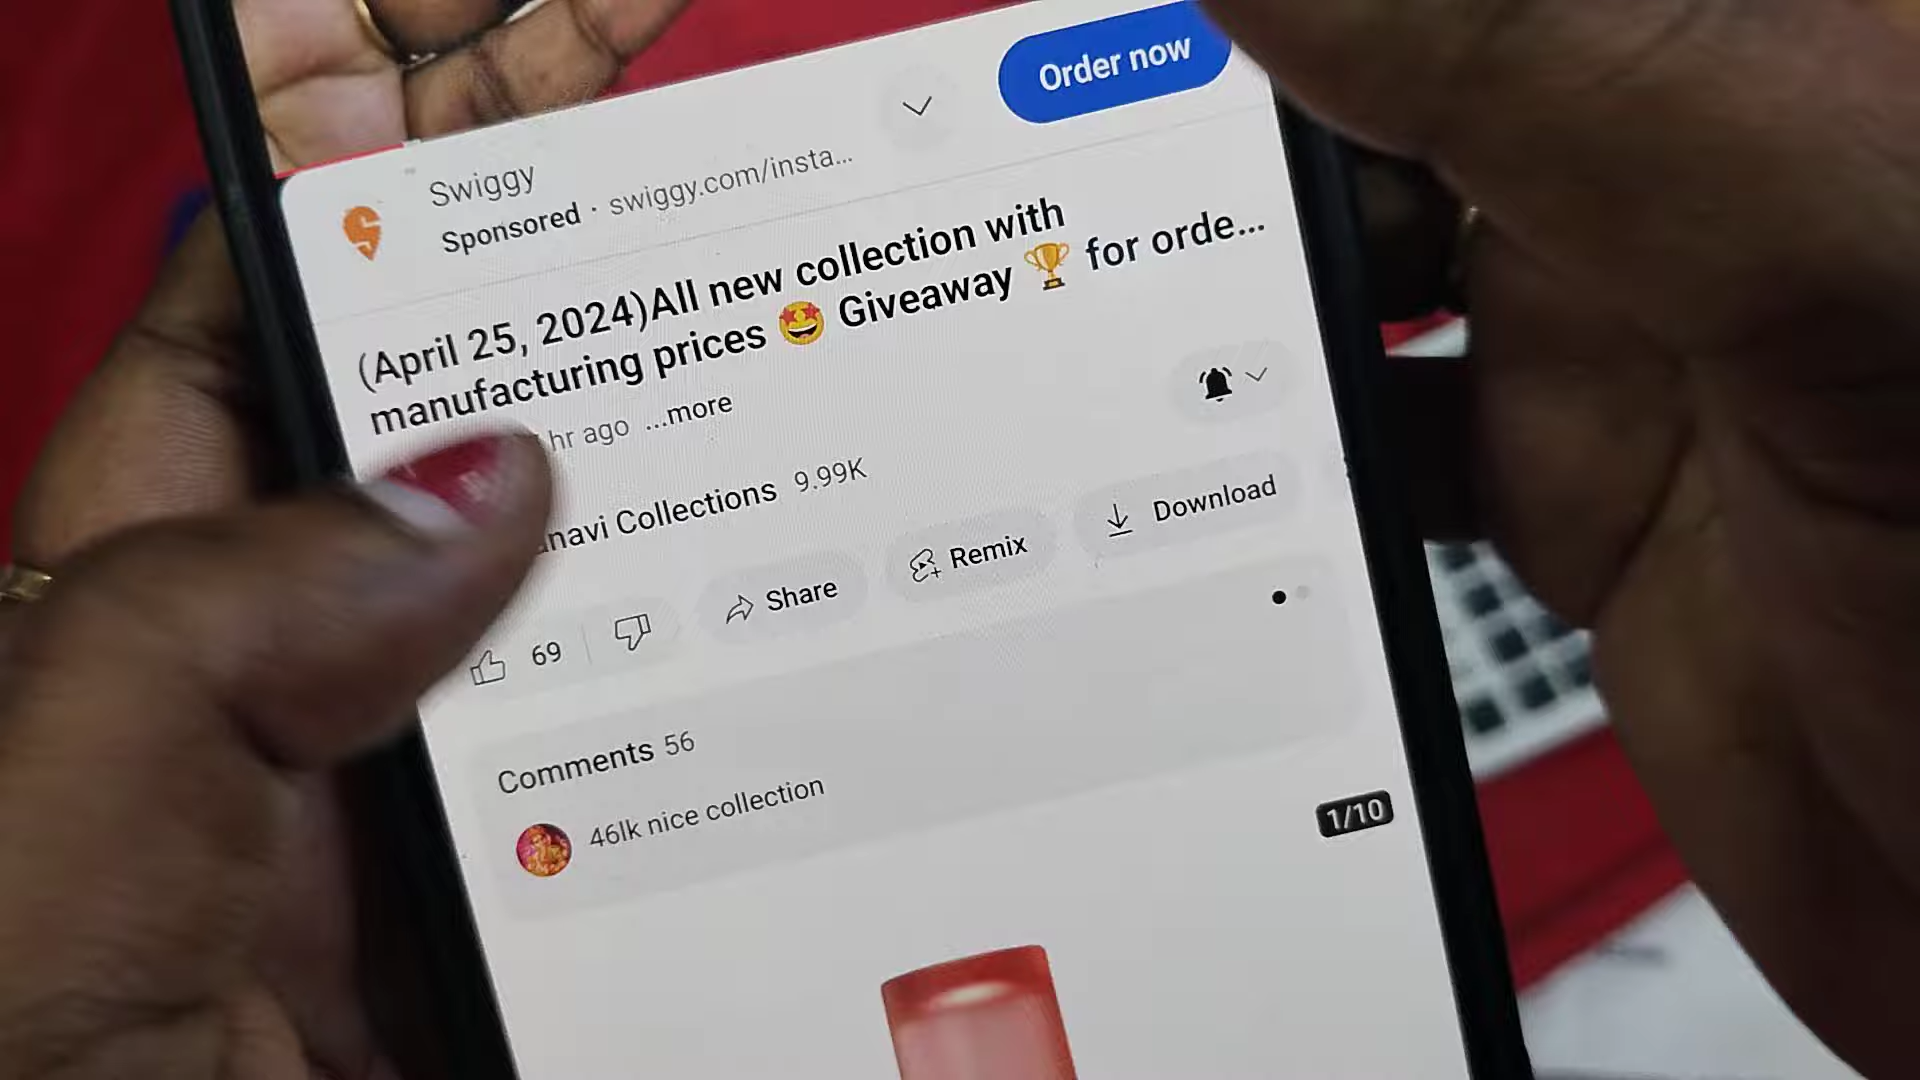 Order now
Swiggy
Sponsored · swiggy.com/insta...
(April 25, 2024)All new collection with
manufacturing prices 🤩 Giveaway 🏆 for orde...
hr ago ...more
Collections 9.99K
69
Share
Remix
Download
Comments 56
46lk nice collection
1/10